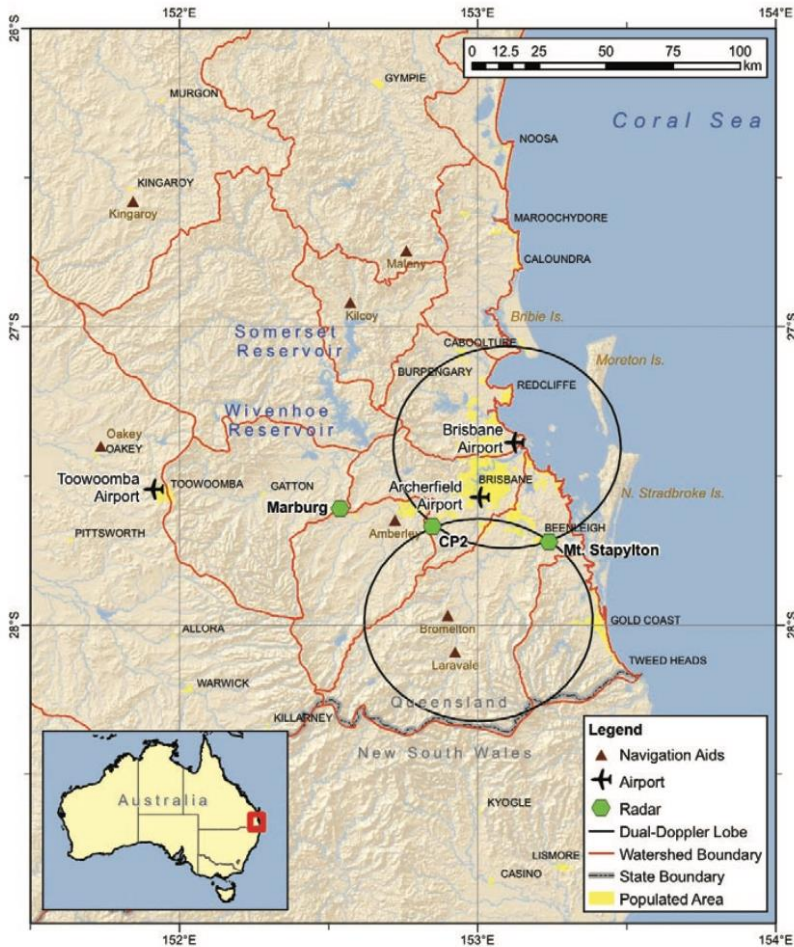 152°E
153°E
154°E
26°S
0 12.5 25 50 75 100
km
GYMPIE
MURGON
Coral Sea
NOOSA
KINGAROY
Kingaroy
MAROOCHYDORE
Maleny
CALOUNDRA
Kilcoy
Bribie Is.
27°S
27°S
Somerset
Reservoir
CABOOLTURE
Moreton Is.
BURPENGARY
REDCLIFFE
Wivenhoe
Reservoir
Oakey
OAKEY
Brisbane
Airport
Toowoomba
Airport
TOOWOOMBA
GATTON
Archerfield
Airport
BRISBANE
N. Stradbroke Is.
Marburg
PITTSWORTH
Amberley
CP2
BEENLEIGH
Mt. Stapylton
28°S
28°S
ALLORA
Bromelton
GOLD COAST
Laravale
TWEED HEADS
WARWICK
Queensland
KILLARNEY
New South Wales
Australia
KYOGLE
LISMORE
CASINO
Legend
Navigation Aids
Airport
Radar
Dual-Doppler Lobe
Watershed Boundary
State Boundary
Populated Area
152°E
153°E
154°E